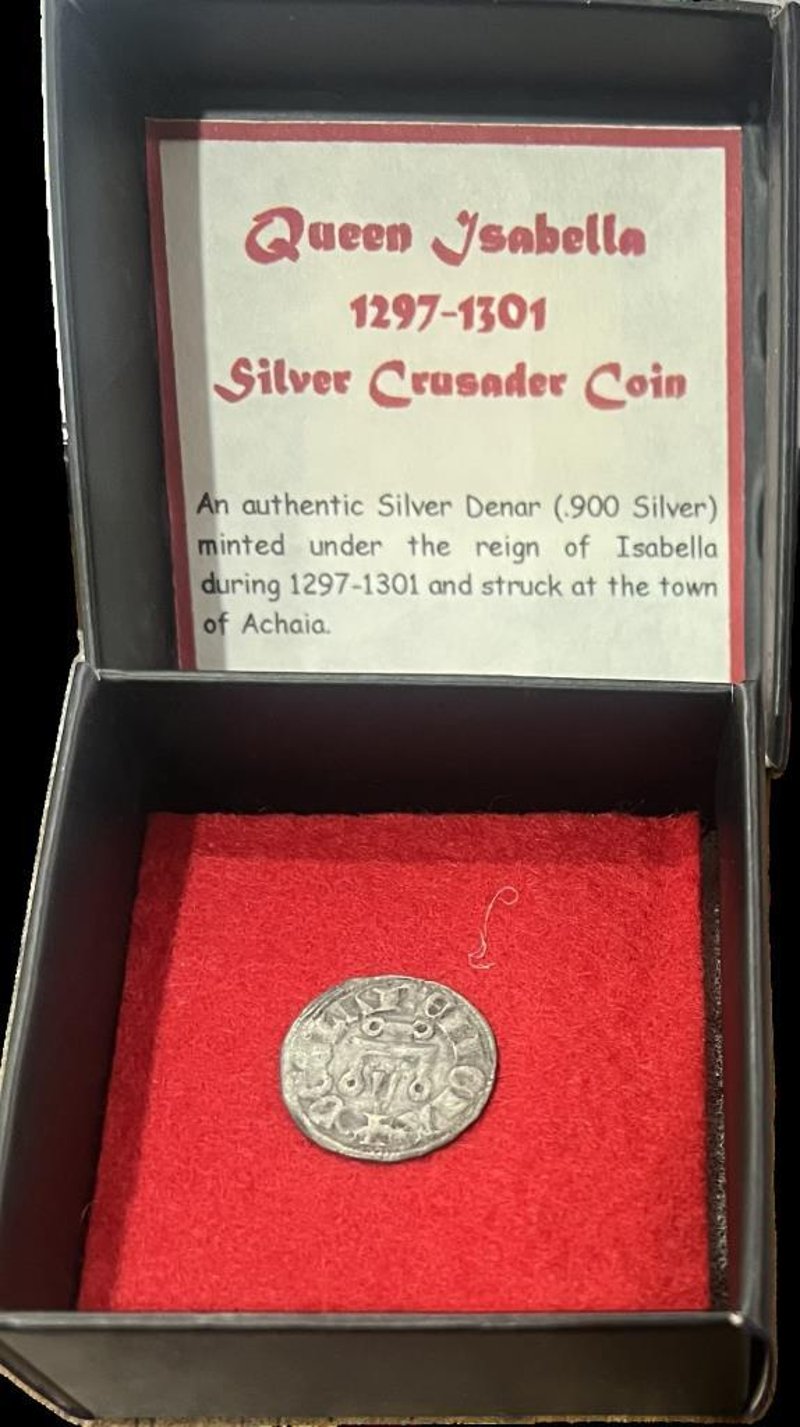 Queen Isabella
1297-1301
Silver Crusader Coin
An authentic Silver Denar (.900 Silver)
minted under the reign of Isabella
during 1297-1301 and struck at the town
of Achaia.